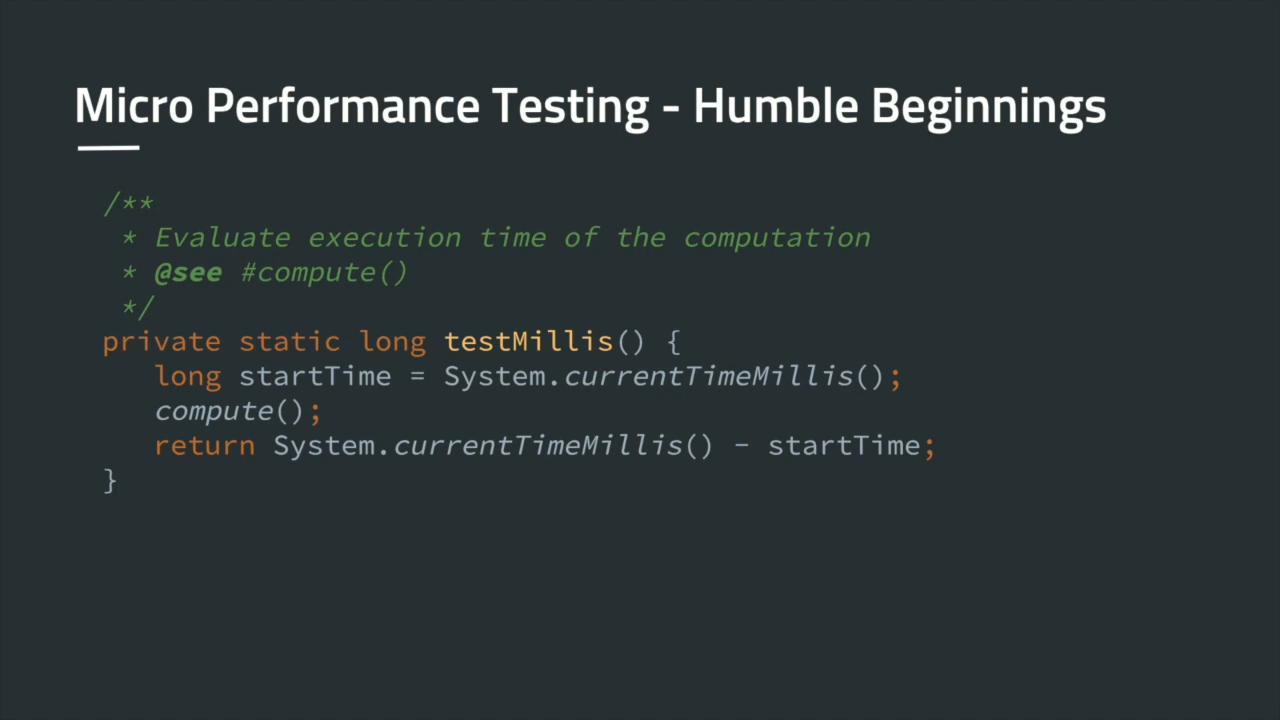 Micro Performance Testing - Humble Beginnings
/**
 * Evaluate execution time of the computation
 * @see #compute()
 */
private static long testMillis() {
   long startTime = System.currentTimeMillis();
   compute();
   return System.currentTimeMillis() - startTime;
}